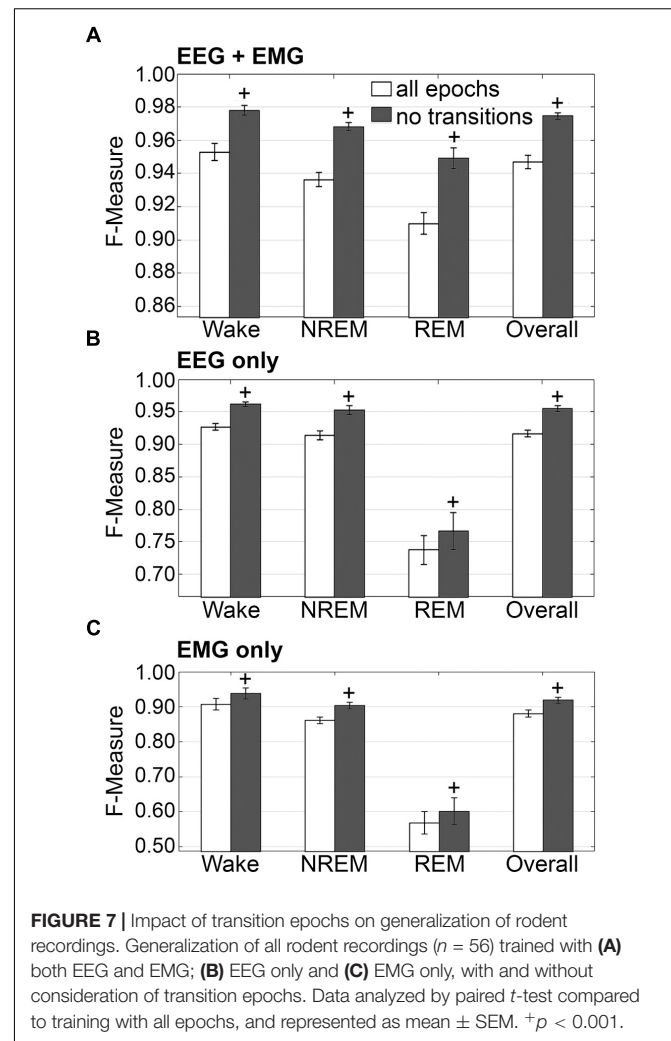 A
EEG + EMG
1.00
0.98
0.96
0.94
0.92
0.90
0.88
0.86
F-Measure
all epochs
no transitions
+ + + +
Wake NREM REM Overall
B
EEG only
1.00
0.95
0.90
0.85
0.80
0.75
0.70
F-Measure
+ + + +
Wake NREM REM Overall
C
EMG only
1.00
0.90
0.80
0.70
0.60
0.50
F-Measure
+ + + +
Wake NREM REM Overall
FIGURE 7 | Impact of transition epochs on generalization of rodent
recordings. Generalization of all rodent recordings (n = 56) trained with (A)
both EEG and EMG; (B) EEG only and (C) EMG only, with and without
consideration of transition epochs. Data analyzed by paired t-test compared
to training with all epochs, and represented as mean ± SEM. +p < 0.001.